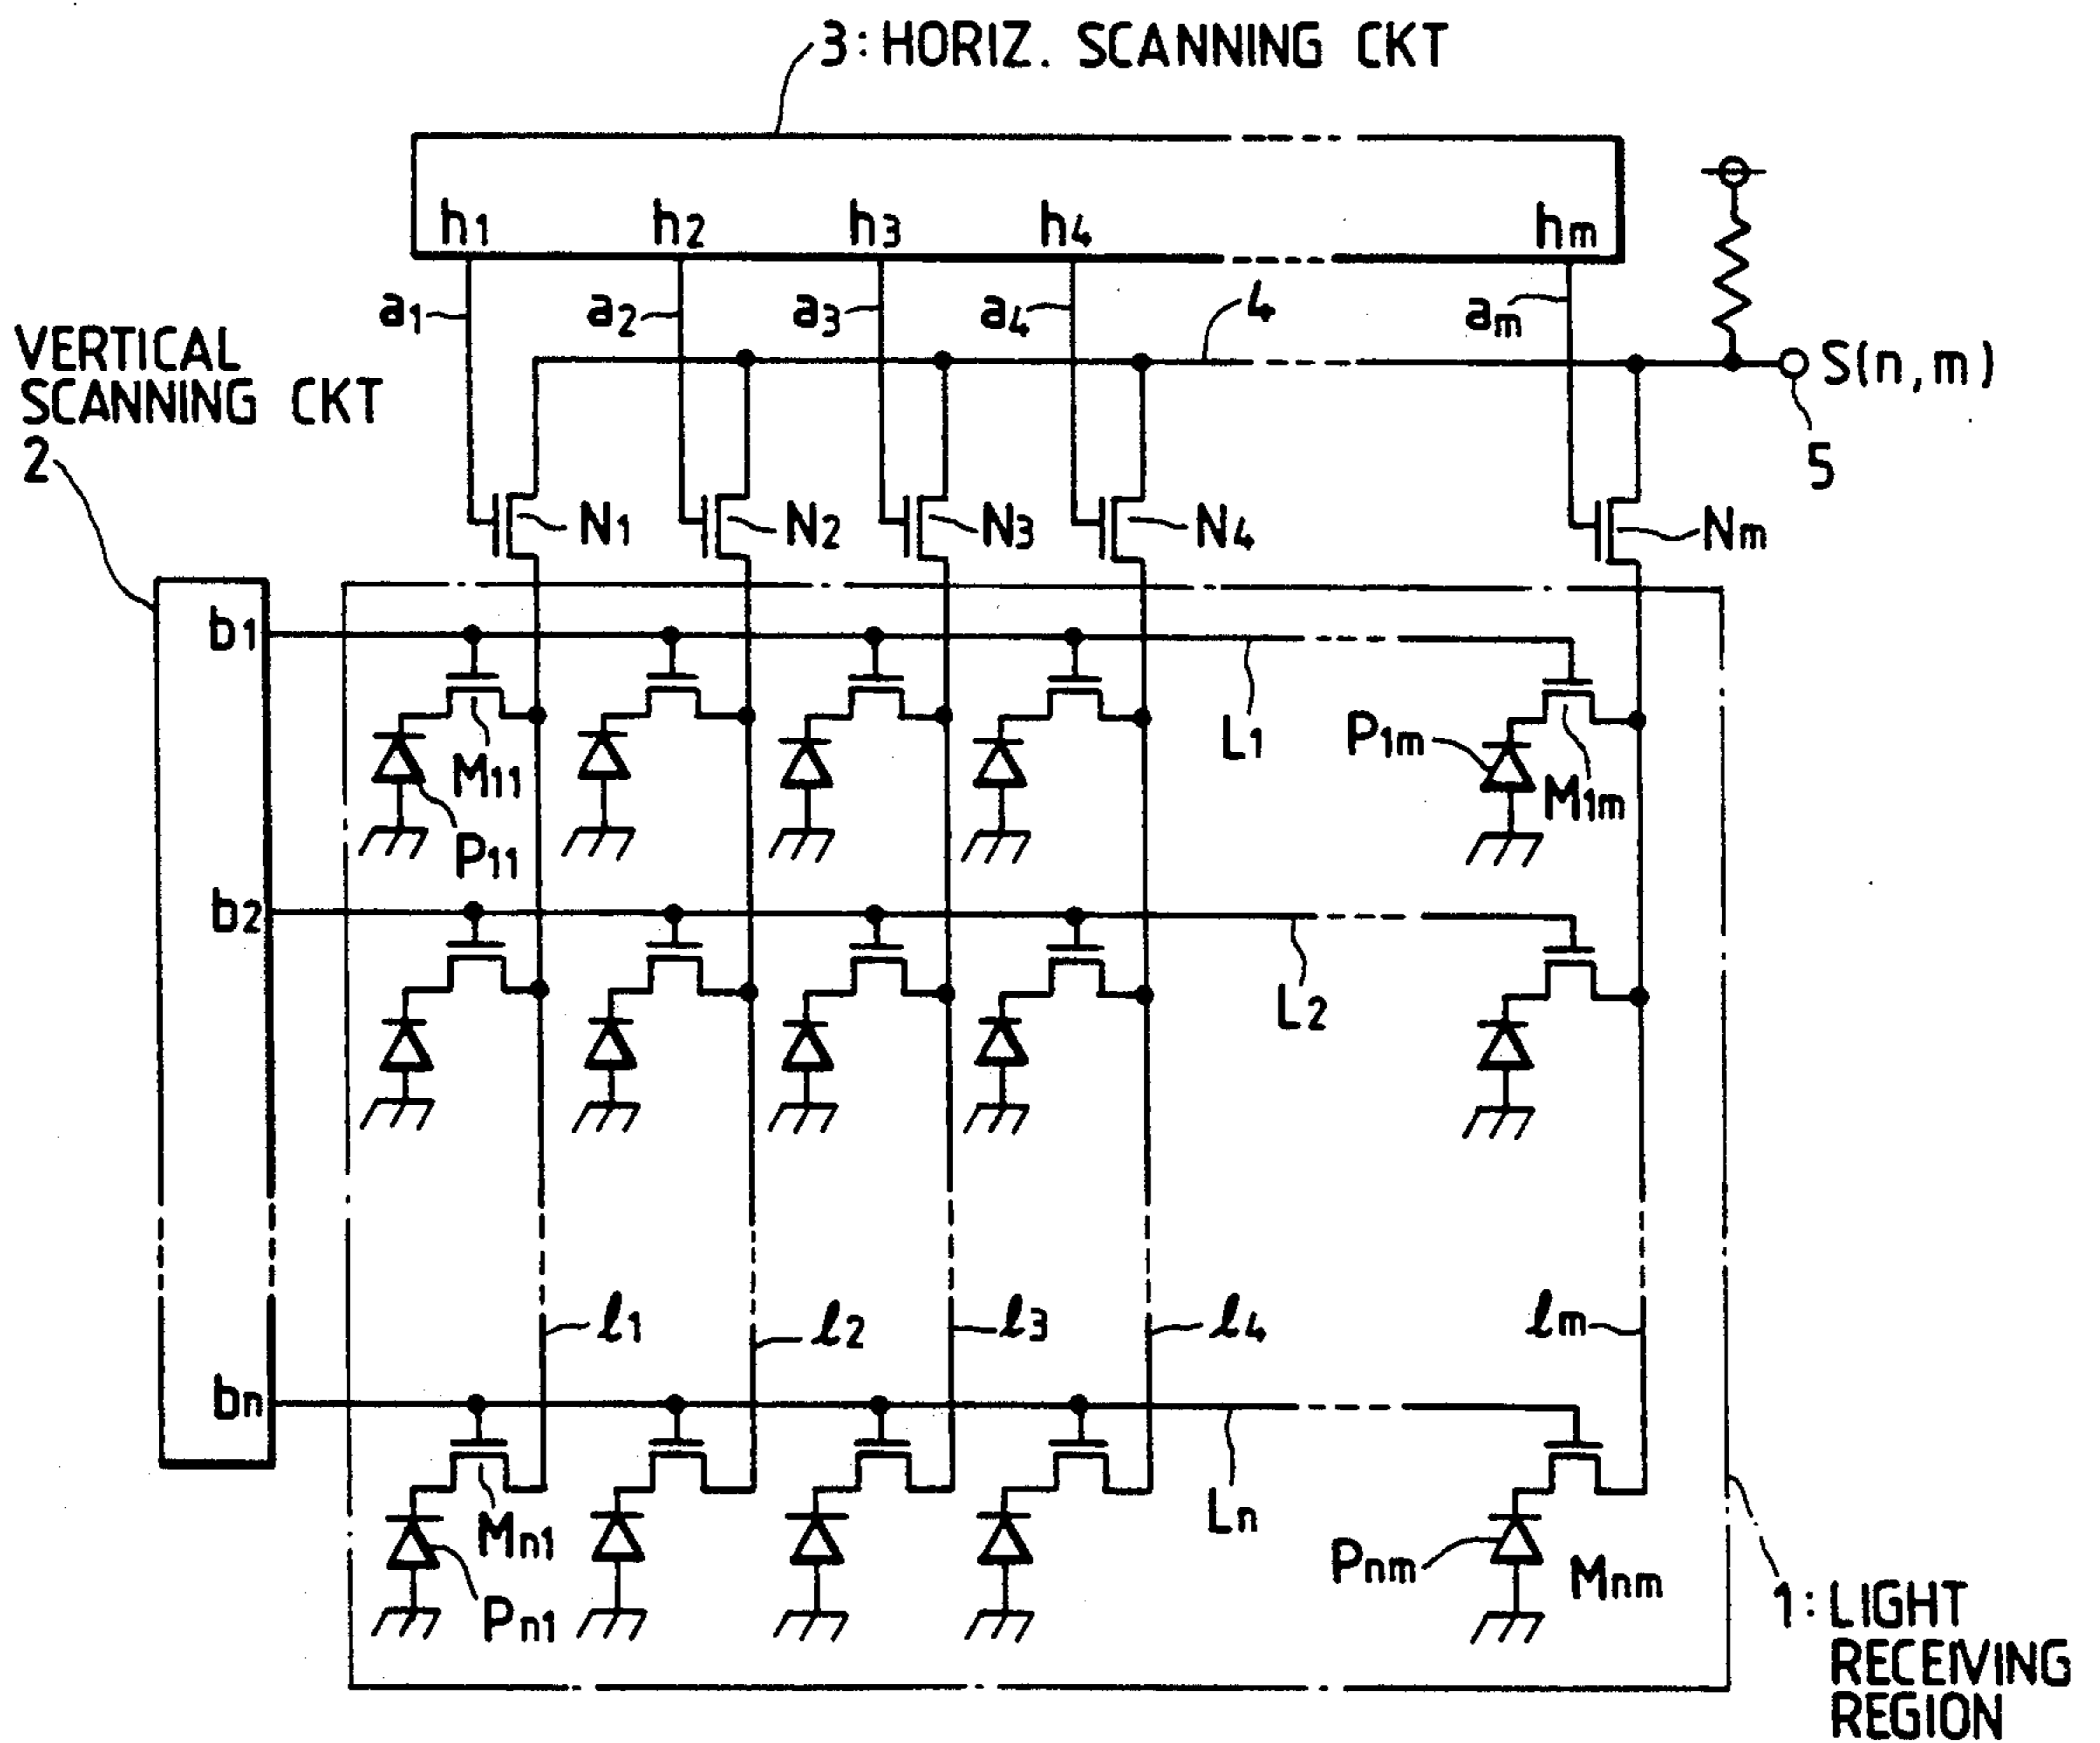 3: HORIZ. SCANNING CKT
h1 h2 h3 h4 hm
a1 a2 a3 a4 4 am
S(n,m)
5
VERTICAL
SCANNING CKT
2
N1 N2 N3 N4 Nm
b1
L1
M11
P11
P1m
M1m
b2
L2
ℓ1 ℓ2 ℓ3 ℓ4 ℓm
bn
Ln
Mn1
Pn1
Pnm
Mnm
1: LIGHT
RECEIVING
REGION